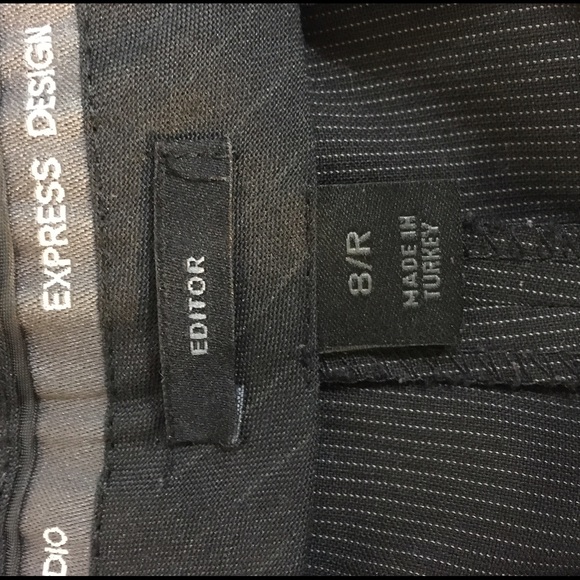 EXPRESS DESIGN
DIO
EDITOR
8/R
MADE IN
TURKEY